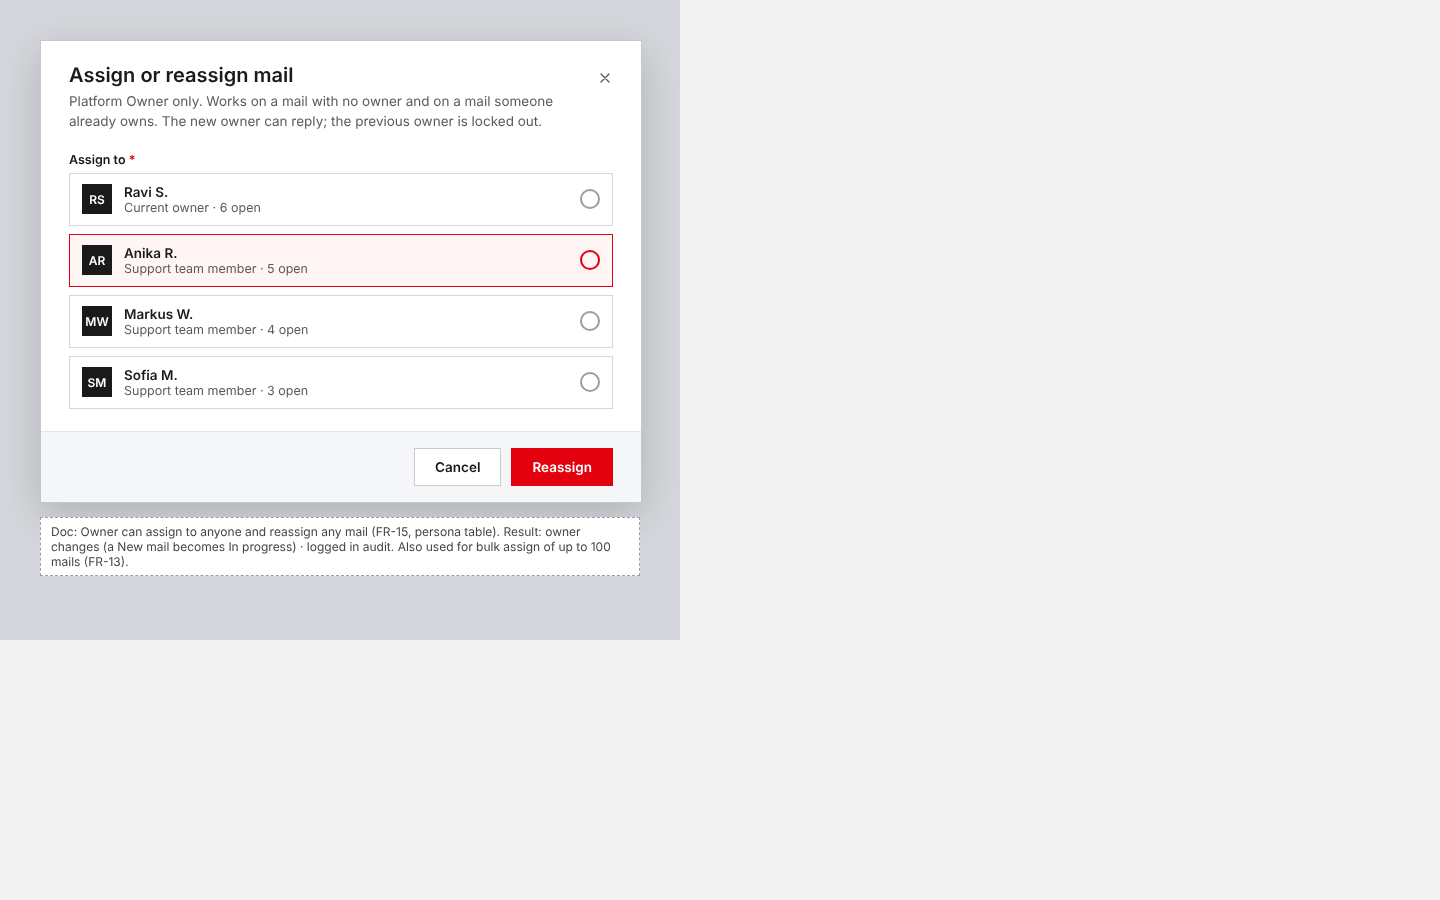 Assign or reassign mail
×
Platform Owner only. Works on a mail with no owner and on a mail someone
already owns. The new owner can reply; the previous owner is locked out.
Assign to *
RS
Ravi S.
Current owner · 6 open
AR
Anika R.
Support team member · 5 open
MW
Markus W.
Support team member · 4 open
SM
Sofia M.
Support team member · 3 open
Cancel
Reassign
Doc: Owner can assign to anyone and reassign any mail (FR-15, persona table). Result: owner
changes (a New mail becomes In progress) · logged in audit. Also used for bulk assign of up to 100
mails (FR-13).